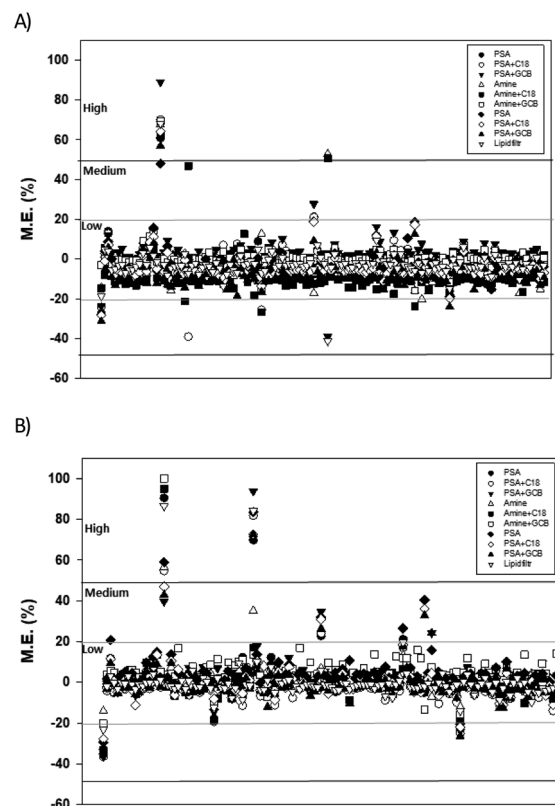 A)
100
80
60
40
20
0
-20
-40
-60
M.E. (%)
High
Medium
Low
PSA
PSA+C18
PSA+GCB
Amine
Amine+C18
Amine+GCB
PSA
PSA+C18
PSA+GCB
Lipidfiltr
B)
100
80
60
40
20
0
-20
-40
-60
M.E. (%)
High
Medium
Low
PSA
PSA+C18
PSA+GCB
Amine
Amine+C18
Amine+GCB
PSA
PSA+C18
PSA+GCB
Lipidfiltr